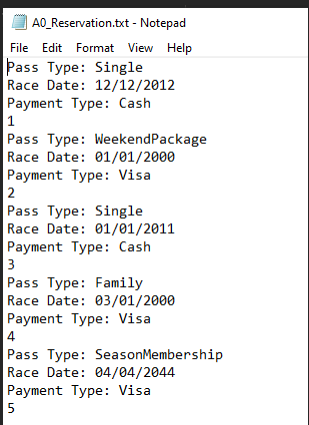 A0_Reservation.txt - Notepad
File Edit Format View Help
Pass Type: Single
Race Date: 12/12/2012
Payment Type: Cash
1
Pass Type: WeekendPackage
Race Date: 01/01/2000
Payment Type: Visa
2
Pass Type: Single
Race Date: 01/01/2011
Payment Type: Cash
3
Pass Type: Family
Race Date: 03/01/2000
Payment Type: Visa
4
Pass Type: SeasonMembership
Race Date: 04/04/2044
Payment Type: Visa
5